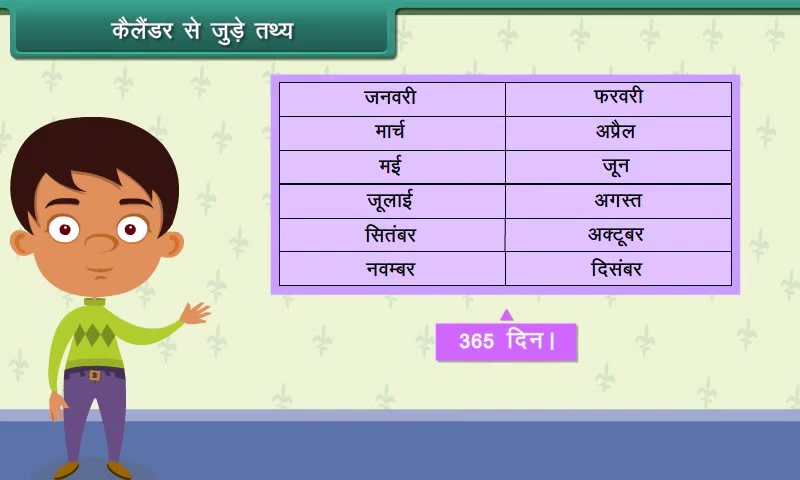 कैलैंडर से जुड़े तथ्य
जनवरी फरवरी
मार्च अप्रैल
मई जून
जूलाई अगस्त
सितंबर अक्टूबर
नवम्बर दिसंबर
365 दिन।